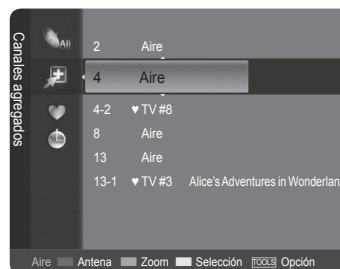 Canales agregados
All
2 Aire
4 Aire
4-2 ♥ TV #8
8 Aire
13 Aire
13-1 ♥ TV #3 Alice's Adventures in Wonderlan
Aire Antena Zoom Selección TOOLS Opción